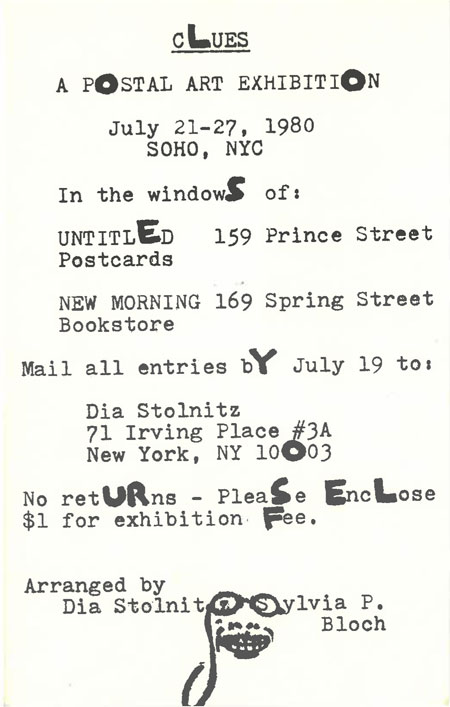 CLUES
A POSTAL ART EXHIBITION
July 21-27, 1980
SOHO, NYC
In the windowS of:
UNTITLED 159 Prince Street
Postcards
NEW MORNING 169 Spring Street
Bookstore
Mail all entries bY July 19 to:
Dia Stolnitz
71 Irving Place #3A
New York, NY 10003
No retURns - PleaSe EncLose
$1 for exhibition Fee.
Arranged by
Dia Stolnitz Sylvia P.
Bloch